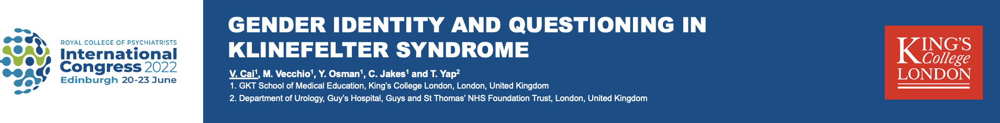 ROYAL COLLEGE OF PSYCHIATRISTS
International
Congress 2022
Edinburgh 20-23 June
GENDER IDENTITY AND QUESTIONING IN
KLINEFELTER SYNDROME
V. Cai¹, M. Vecchio¹, Y. Osman¹, C. Jakes¹ and T. Yap²
1. GKT School of Medical Education, King’s College London, London, United Kingdom
2. Department of Urology, Guy’s Hospital, Guys and St Thomas’ NHS Foundation Trust, London, United Kingdom
KING’S
College
LONDON